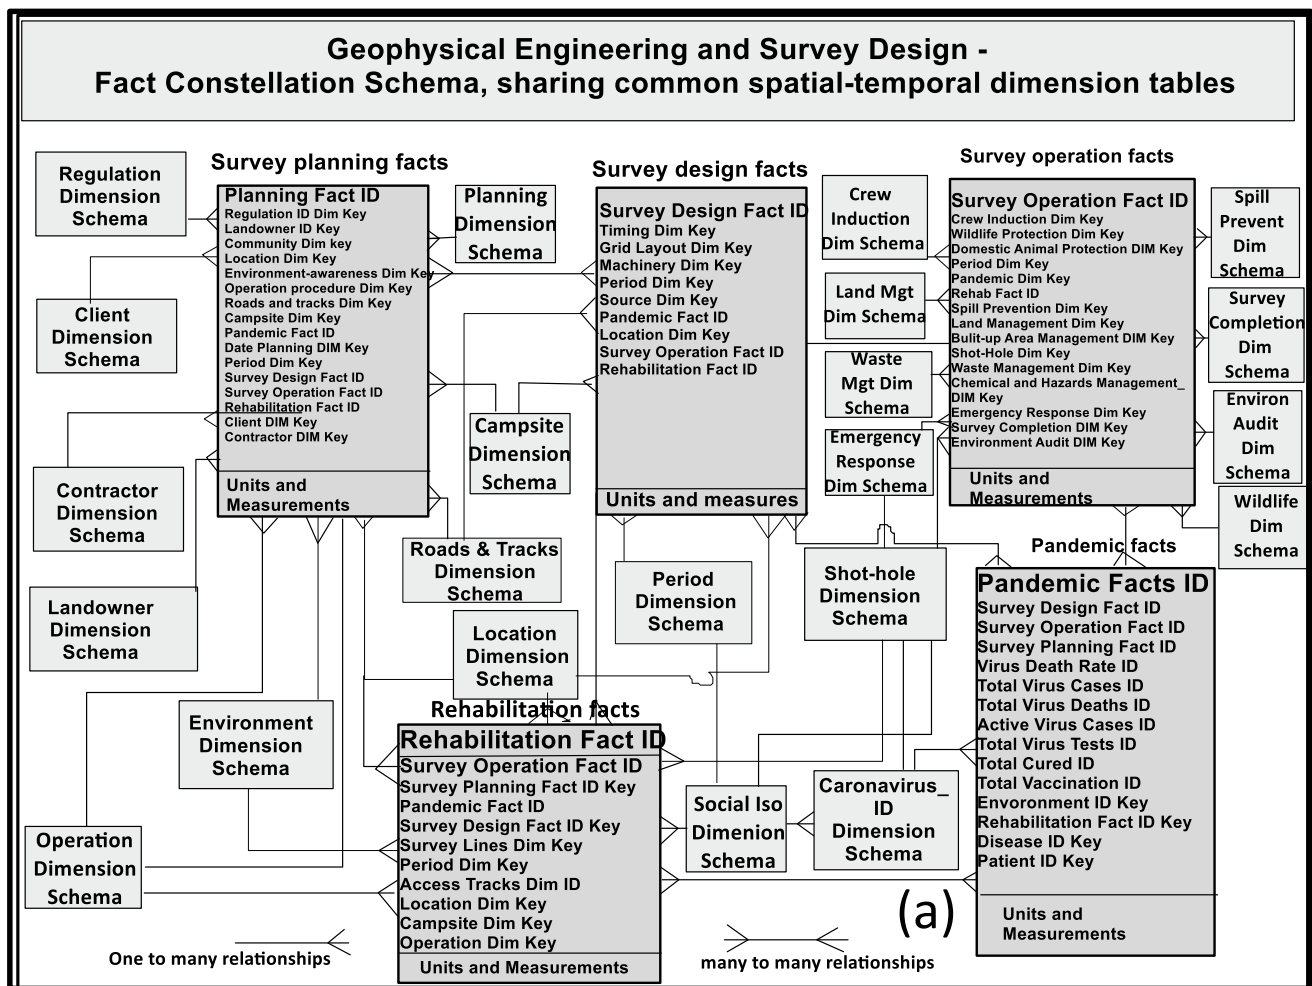 Geophysical Engineering and Survey Design -
Fact Constellation Schema, sharing common spatial-temporal dimension tables
Regulation
Dimension
Schema
Client
Dimension
Schema
Contractor
Dimension
Schema
Landowner
Dimension
Schema
Survey planning facts
Planning Fact ID
Regulation ID Dim Key
Landowner ID Key
Community Dim key
Location Dim Key
Environment-awareness Dim Key
Operation procedure Dim Key
Roads and tracks Dim Key
Campsite Dim Key
Pandemic Fact ID
Date Planning DIM Key
Period Dim Key
Survey Design Fact ID
Survey Operation Fact ID
Rehabilitation Fact ID
Client DIM Key
Contractor DIM Key
Units and
Measurements
Planning
Dimension
Schema
Campsite
Dimension
Schema
Roads & Tracks
Dimension
Schema
Survey design facts
Survey Design Fact ID
Timing Dim Key
Grid Layout Dim Key
Machinery Dim Key
Period Dim Key
Source Dim Key
Pandemic Fact ID
Location Dim Key
Survey Operation Fact ID
Rehabilitation Fact ID
Units and measures
Crew
Induction
Dim Schema
Land Mgt
Dim Schema
Waste
Mgt Dim
Schema
Emergency
Response
Dim Schema
Survey operation facts
Survey Operation Fact ID
Crew Induction Dim Key
Wildlife Protection Dim Key
Domestic Animal Protection DIM Key
Period Dim Key
Pandemic Dim Key
Rehab Fact ID
Spill Prevention Dim Key
Land Management Dim Key
Bulit-up Area Management DIM Key
Shot-Hole Dim Key
Waste Management Dim Key
Chemical and Hazards Management_
DIM Key
Emergency Response Dim Key
Survey Completion DIM Key
Environment Audit DIM Key
Units and
Measurements
Spill
Prevent
Dim
Schema
Survey
Completion
Dim
Schema
Environ
Audit
Dim
Schema
Wildlife
Dim
Schema
Location
Dimension
Schema
Period
Dimension
Schema
Shot-hole
Dimension
Schema
Environment
Dimension
Schema
Operation
Dimension
Schema
Rehabilitation facts
Rehabilitation Fact ID
Survey Operation Fact ID
Survey Planning Fact ID Key
Pandemic Fact ID
Survey Design Fact ID Key
Survey Lines Dim Key
Period Dim Key
Access Tracks Dim ID
Location Dim Key
Campsite Dim Key
Operation Dim Key
Units and Measurements
Social Iso
Dimenion
Schema
Caronavirus_
ID
Dimension
Schema
Pandemic facts
Pandemic Facts ID
Survey Design Fact ID
Survey Operation Fact ID
Survey Planning Fact ID
Virus Death Rate ID
Total Virus Cases ID
Total Virus Deaths ID
Active Virus Cases ID
Total Virus Tests ID
Total Cured ID
Total Vaccination ID
Envoronment ID Key
Rehabilitation Fact ID Key
Disease ID Key
Patient ID Key
Units and
Measurements
(a)
One to many relationships
many to many relationships